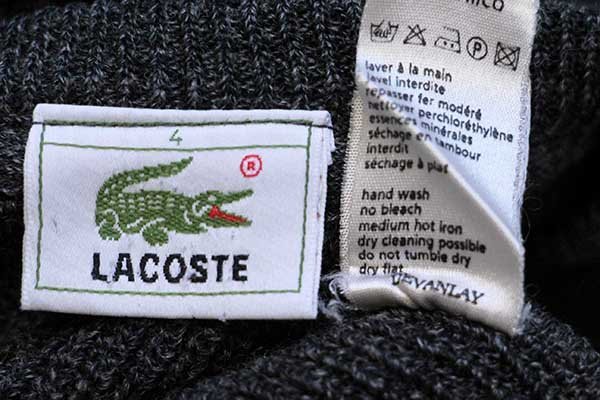 4
®
LACOSTE
P
laver à la main
javel interdite
repasser fer modéré
nettoyer perchloréthylène
essences minérales
séchage en tambour
interdit
séchage à plat
hand wash
no bleach
medium hot iron
dry cleaning possible
do not tumble dry
dry flat
DEVANLAY